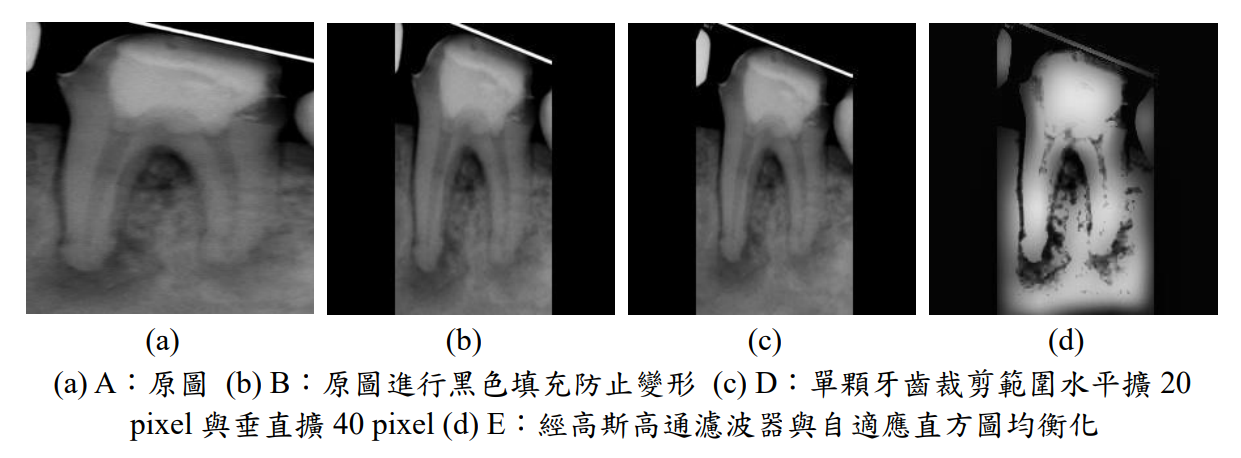 (a) (b) (c) (d)
(a) A：原圖 (b) B：原圖進行黑色填充防止變形 (c) D：單顆牙齒裁剪範圍水平擴 20
pixel 與垂直擴 40 pixel (d) E：經高斯高通濾波器與自適應直方圖均衡化